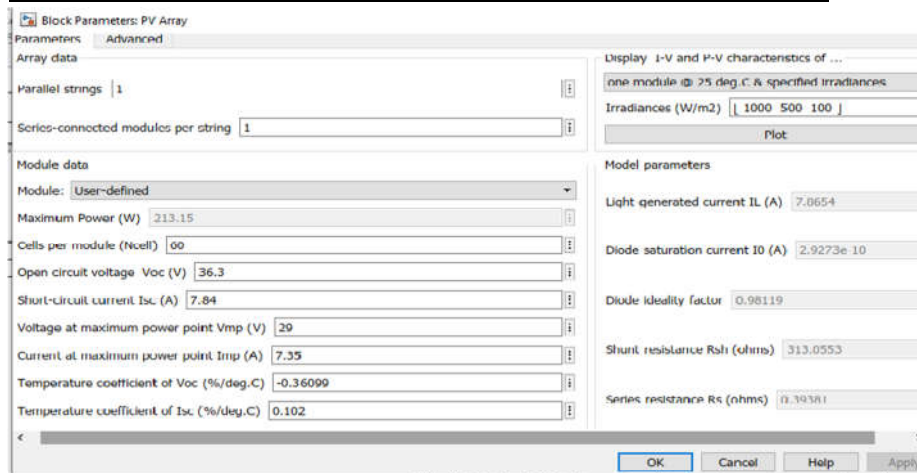 Block Parameters: PV Array
Parameters Advanced
Array data
Parallel strings 1
Series-connected modules per string 1
Display I-V and P-V characteristics of ...
one module @ 25 deg.C & specified irradiances
Irradiances (W/m2) [ 1000 500 100 ]
Plot
Module data
Module: User-defined
Maximum Power (W) 213.15
Cells per module (Ncell)
Open circuit voltage Voc (V) 36.3
Short-circuit current Isc (A) 7.84
Voltage at maximum power point Vmp (V) 29
Current at maximum power point Imp (A) 7.35
Temperature coefficient of Voc (%/deg.C) -0.36099
Temperature coefficient of Isc (%/deg.C) 0.102
Model parameters
Light generated current IL (A) 7.8654
Diode saturation current I0 (A) 2.9273e-10
Diode ideality factor 0.98119
Shunt resistance Rsh (ohms) 313.0553
Series resistance Rs (ohms) 0.39381
OK Cancel Help Apply